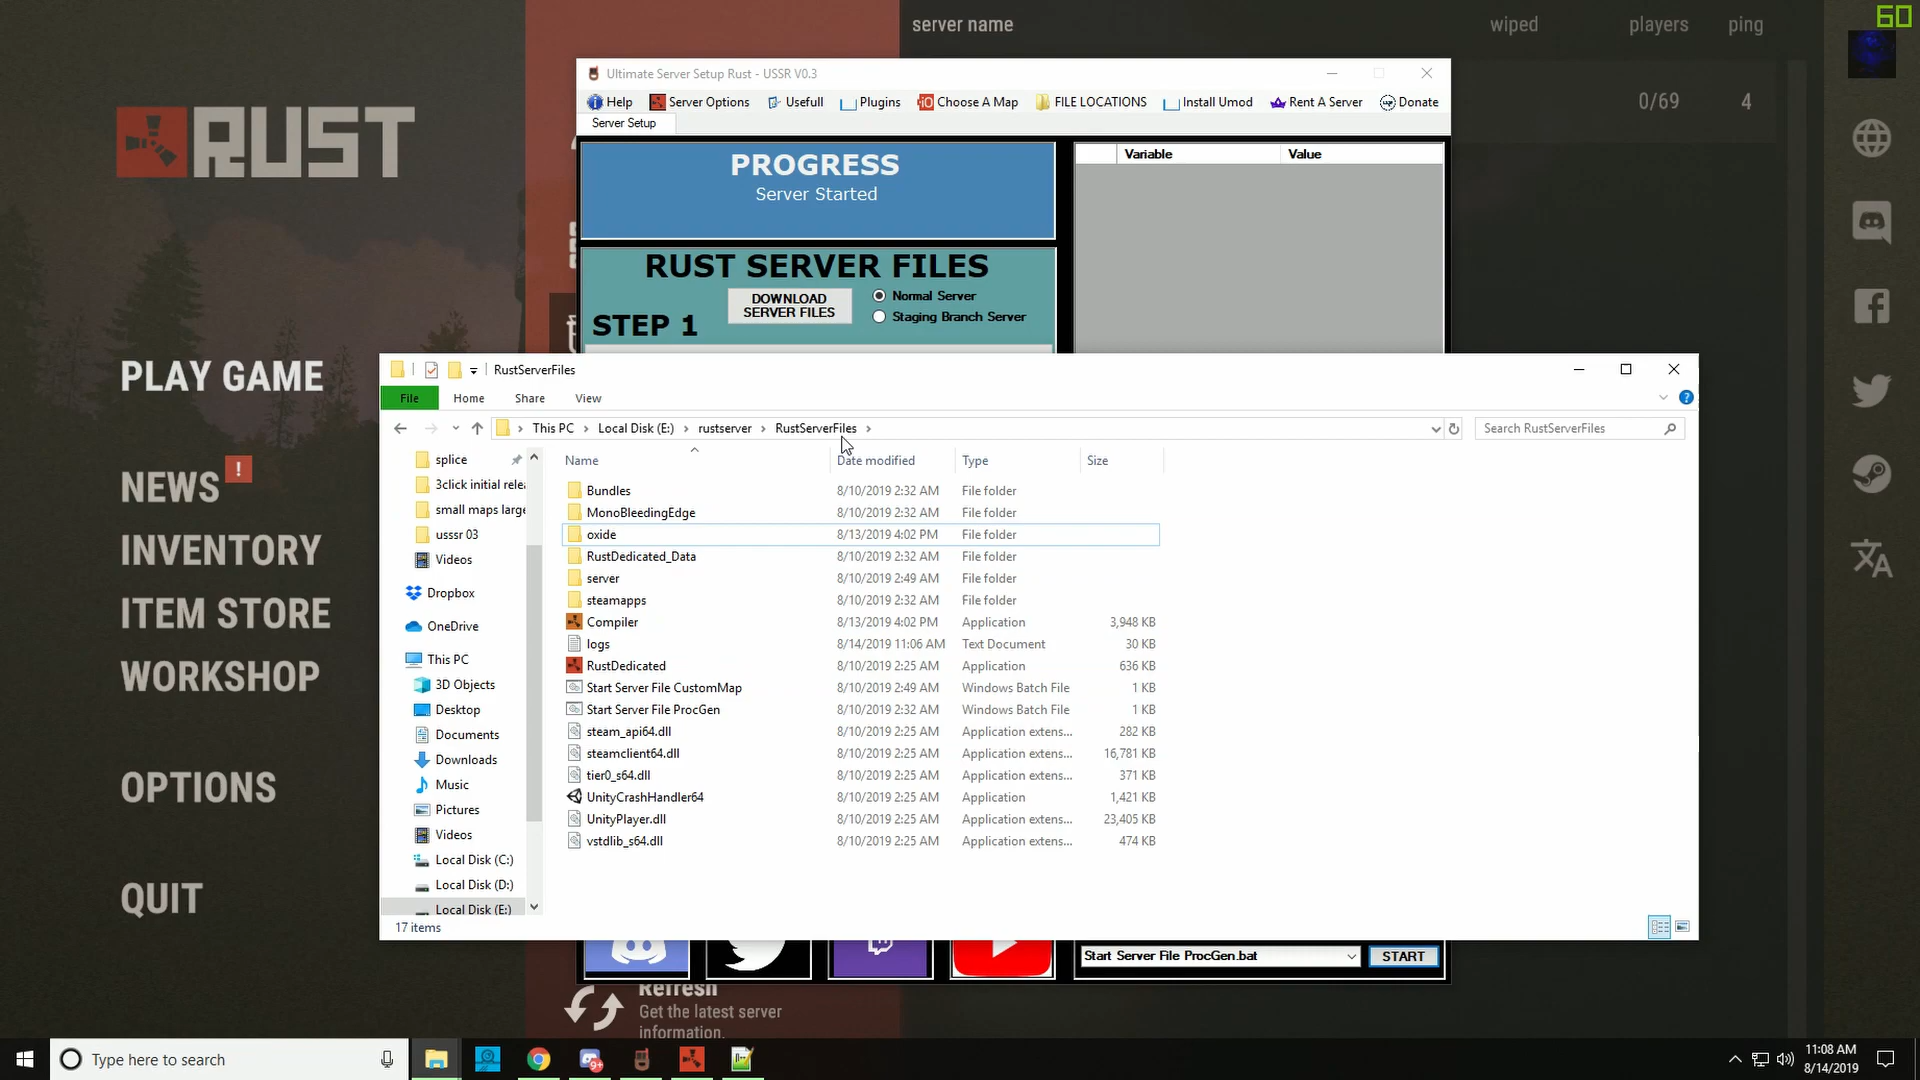 server name wiped players ping
60
0/69 4
RUST
PLAY GAME
NEWS !
INVENTORY
ITEM STORE
WORKSHOP
OPTIONS
QUIT
Ultimate Server Setup Rust - USSR V0.3
Help Server Options Usefull Plugins Choose A Map FILE LOCATIONS Install Umod Rent A Server Donate
Server Setup
PROGRESS
Server Started
Variable Value
RUST SERVER FILES
STEP 1
DOWNLOAD
SERVER FILES
Normal Server
Staging Branch Server
RustServerFiles
File Home Share View
This PC Local Disk (E:) rustserver RustServerFiles
Search RustServerFiles
splice
3click initial relea
small maps large
usssr 03
Videos
Dropbox
OneDrive
This PC
3D Objects
Desktop
Documents
Downloads
Music
Pictures
Videos
Local Disk (C:)
Local Disk (D:)
Local Disk (E:)
Name Date modified Type Size
Bundles 8/10/2019 2:32 AM File folder
MonoBleedingEdge 8/10/2019 2:32 AM File folder
oxide 8/13/2019 4:02 PM File folder
RustDedicated_Data 8/10/2019 2:32 AM File folder
server 8/10/2019 2:49 AM File folder
steamapps 8/10/2019 2:32 AM File folder
Compiler 8/13/2019 4:02 PM Application 3,948 KB
logs 8/14/2019 11:06 AM Text Document 30 KB
RustDedicated 8/10/2019 2:25 AM Application 636 KB
Start Server File CustomMap 8/10/2019 2:49 AM Windows Batch File 1 KB
Start Server File ProcGen 8/10/2019 2:32 AM Windows Batch File 1 KB
steam_api64.dll 8/10/2019 2:25 AM Application extens... 282 KB
steamclient64.dll 8/10/2019 2:25 AM Application extens... 16,781 KB
tier0_s64.dll 8/10/2019 2:25 AM Application extens... 371 KB
UnityCrashHandler64 8/10/2019 2:25 AM Application 1,421 KB
UnityPlayer.dll 8/10/2019 2:25 AM Application extens... 23,405 KB
vstdlib_s64.dll 8/10/2019 2:25 AM Application extens... 474 KB
17 items
Start Server File ProcGen.bat START
Refresh
Get the latest server
information.
Type here to search
9+
11:08 AM
8/14/2019